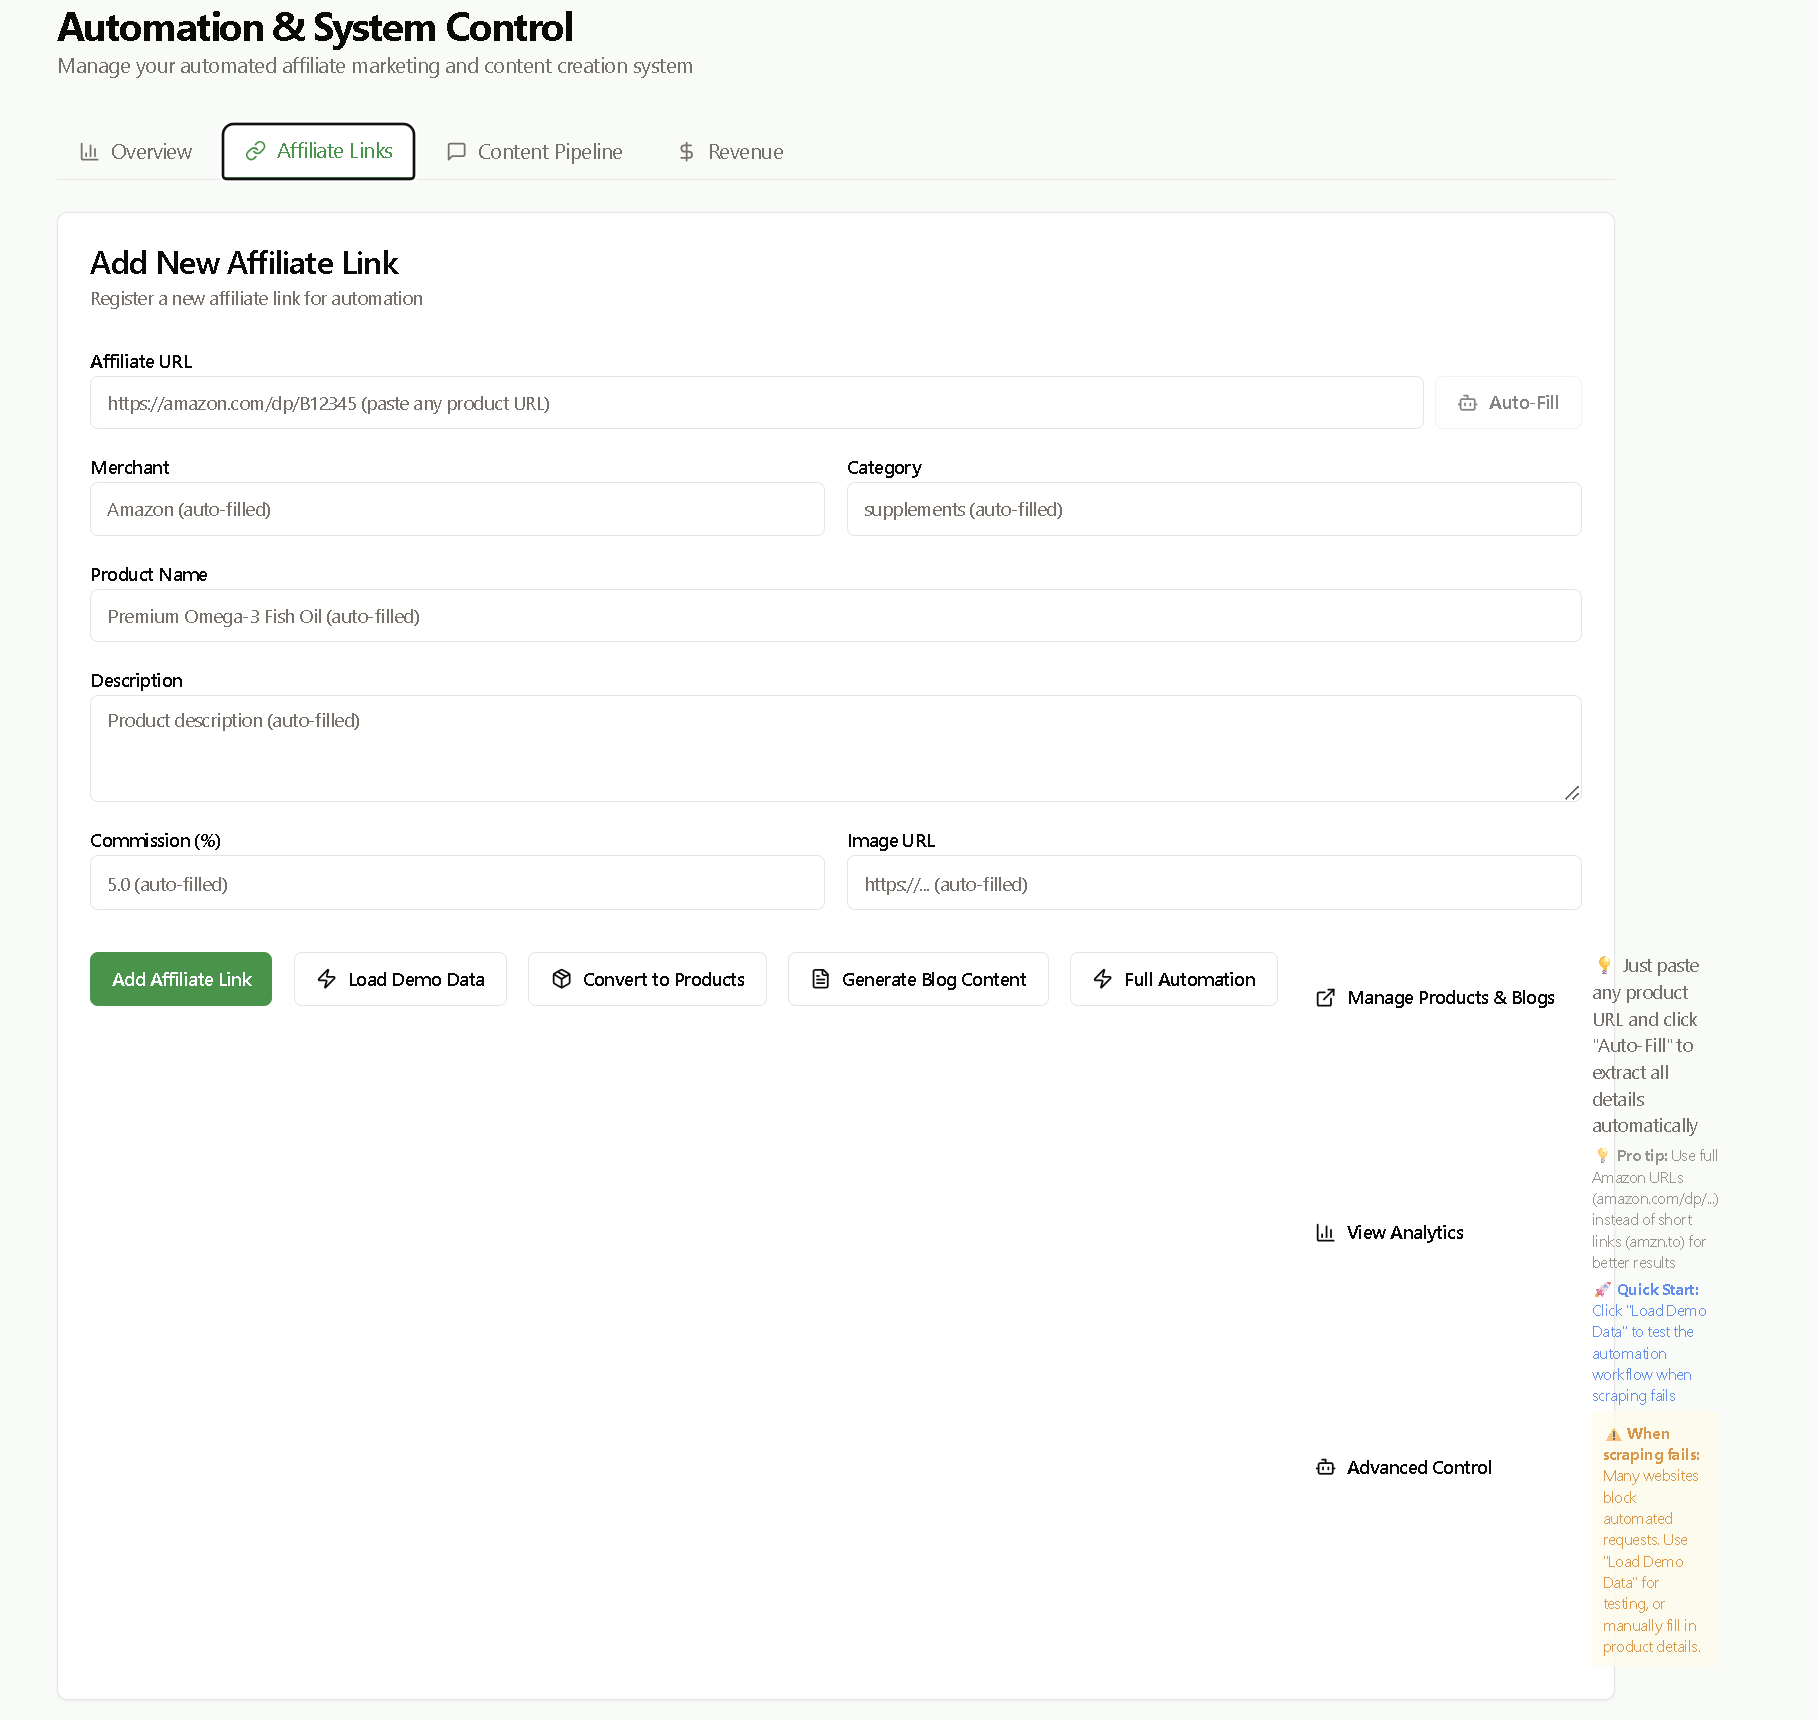 Automation & System Control
Manage your automated affiliate marketing and content creation system
Overview
Affiliate Links
Content Pipeline
Revenue
Add New Affiliate Link
Register a new affiliate link for automation
Affiliate URL
https://amazon.com/dp/B12345 (paste any product URL)
Auto-Fill
Merchant
Category
Amazon (auto-filled)
supplements (auto-filled)
Product Name
Premium Omega-3 Fish Oil (auto-filled)
Description
Product description (auto-filled)
Commission (%)
Image URL
5.0 (auto-filled)
https://... (auto-filled)
Add Affiliate Link
Load Demo Data
Convert to Products
Generate Blog Content
Full Automation
Manage Products & Blogs
View Analytics
Advanced Control
💡 Just paste
any product
URL and click
"Auto-Fill" to
extract all
details
automatically
💡 Pro tip: Use full
Amazon URLs
(amazon.com/dp/...)
instead of short
links (amzn.to) for
better results
🚀 Quick Start:
Click "Load Demo
Data" to test the
automation
workflow when
scraping fails
⚠️ When
scraping fails:
Many websites
block
automated
requests. Use
"Load Demo
Data" for
testing, or
manually fill in
product details.